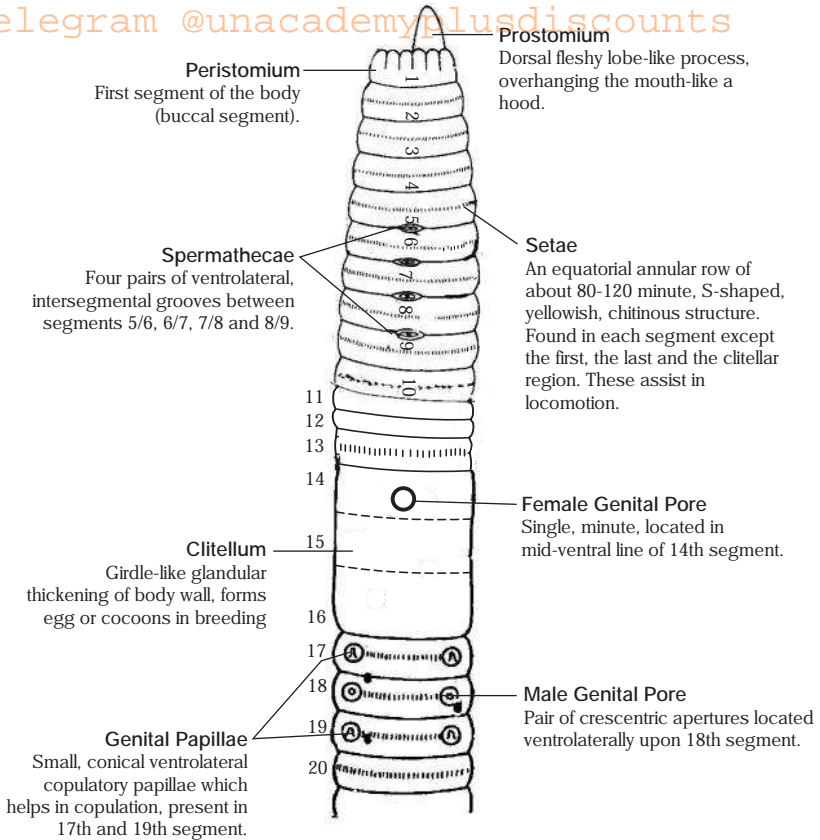 elegram @unacademyplusdiscounts
Prostomium
Dorsal fleshy lobe-like process,
overhanging the mouth-like a
hood.
Peristomium
First segment of the body
(buccal segment).
1
2
3
4
5
6
7
8
9
10
Spermathecae
Four pairs of ventrolateral,
intersegmental grooves between
segments 5/6, 6/7, 7/8 and 8/9.
Setae
An equatorial annular row of
about 80-120 minute, S-shaped,
yellowish, chitinous structure.
Found in each segment except
the first, the last and the clitellar
region. These assist in
locomotion.
11
12
13
14
15
16
17
18
19
20
Female Genital Pore
Single, minute, located in
mid-ventral line of 14th segment.
Clitellum
Girdle-like glandular
thickening of body wall, forms
egg or cocoons in breeding
Male Genital Pore
Pair of crescentric apertures located
ventrolaterally upon 18th segment.
Genital Papillae
Small, conical ventrolateral
copulatory papillae which
helps in copulation, present in
17th and 19th segment.